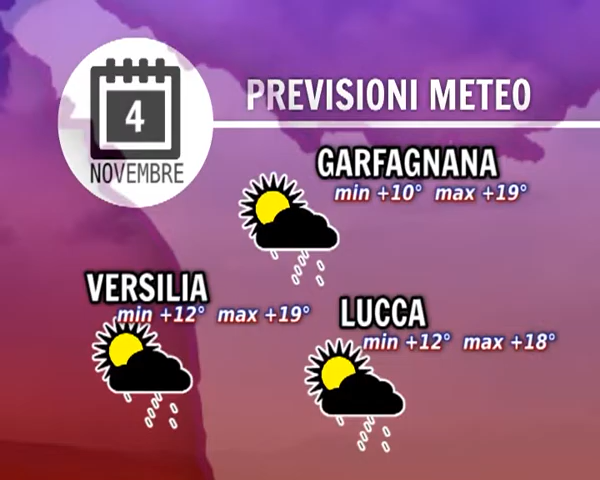 4
NOVEMBRE
PREVISIONI METEO
GARFAGNANA
min +10° max +19°
VERSILIA
min +12° max +19°
LUCCA
min +12° max +18°